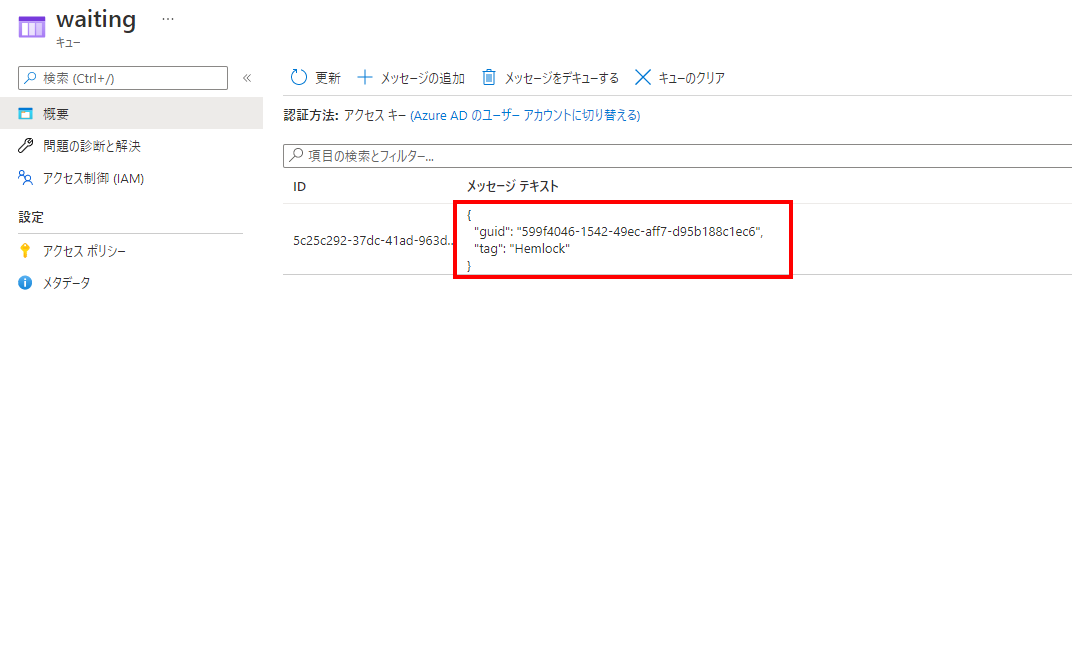 waiting ...
キュー
検索 (Ctrl+/)
«
概要
問題の診断と解決
アクセス制御 (IAM)
設定
アクセス ポリシー
メタデータ
更新 メッセージの追加 メッセージをデキューする キューのクリア
認証方法: アクセス キー (Azure AD のユーザー アカウントに切り替える)
項目の検索とフィルター...
ID メッセージ テキスト
5c25c292-37dc-41ad-963d...
{
"guid": "599f4046-1542-49ec-aff7-d95b188c1ec6",
"tag": "Hemlock"
}